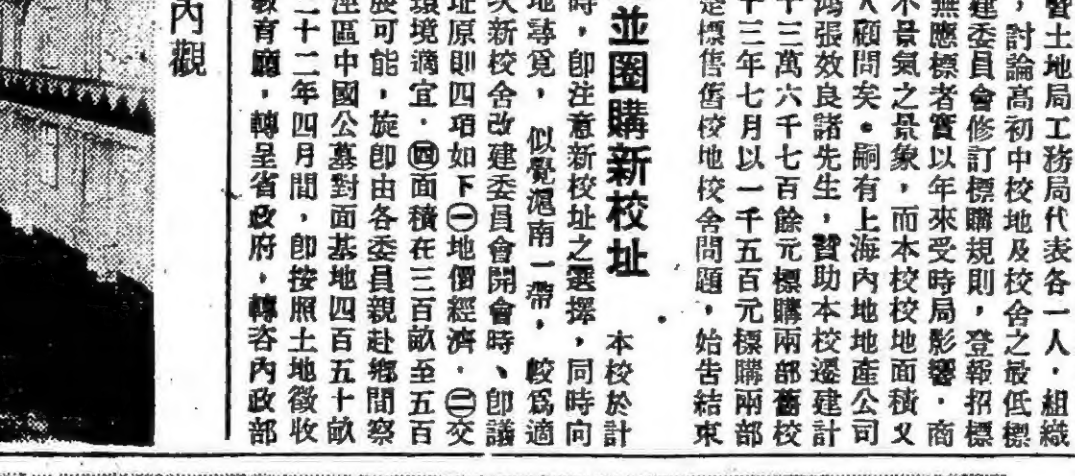 暨土地局工務局代表各一人，組織
，討論高初中校地及校舍之最低標
建委員會修訂標購規則，登報招標
無應標者實以年來受時局影響，商
不景氣之景象，而本校校地面積又
人顧問矣。嗣有上海內地地產公司
鴻張效良諸先生，贊助本校遷建計
十三萬六千七百餘元標購兩部舊校
十三年七月以一千五百元標購兩部
是標售舊校地校舍問題，始告結束
並圈購新校址　本校於計
時，卽注意新校址之選擇，同時向
地尋覓，似覺滬南一帶，較爲適
次新校舍改建委員會開會時、卽議
址原則四項如下㊀地價經濟．㊁交
環境適宜．㊃面積在三百畝至五百
展可能，旋卽由各委員親赴鄉間察
涇區中國公墓對面基地四百五十畝
二十二年四月間，卽按照土地徵收
教育廳，轉呈省政府，轉咨內政部
內觀